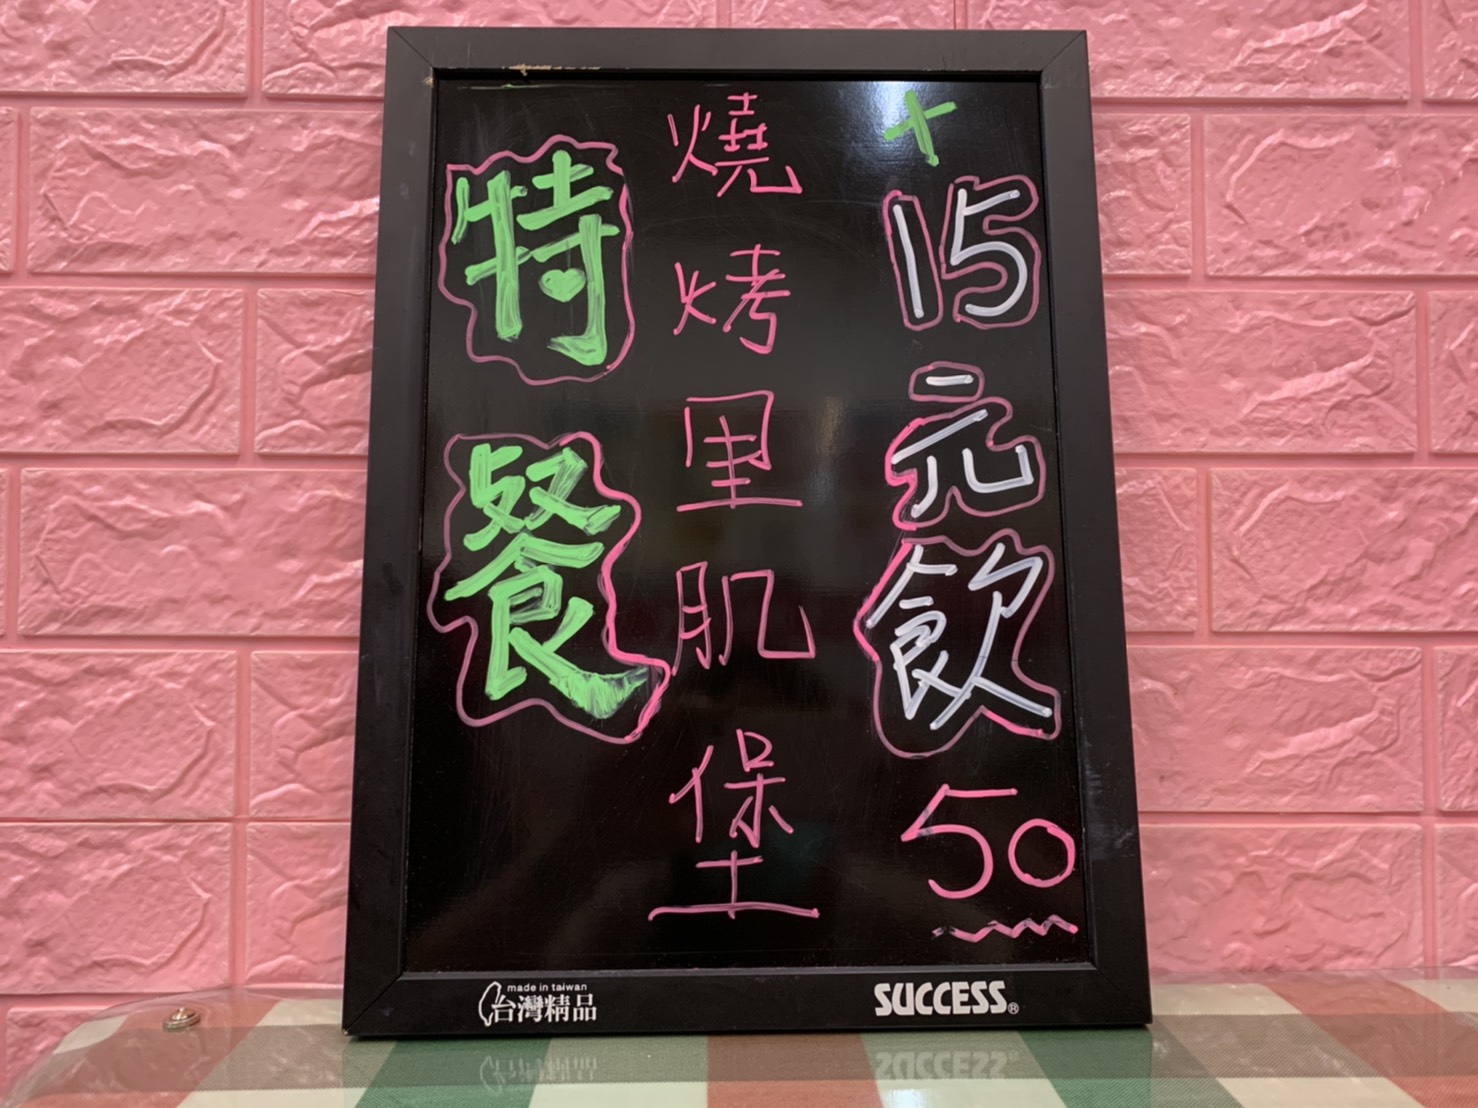 特餐
燒烤里肌堡
+15元飲
50
made in taiwan
台灣精品
SUCCESS®